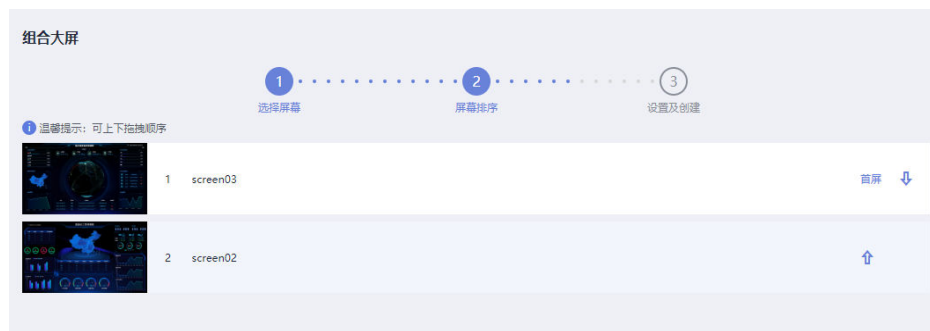 组合大屏
1 2 3
选择屏幕 屏幕排序 设置及创建
温馨提示：可上下拖拽顺序
1 screen03 首屏
2 screen02